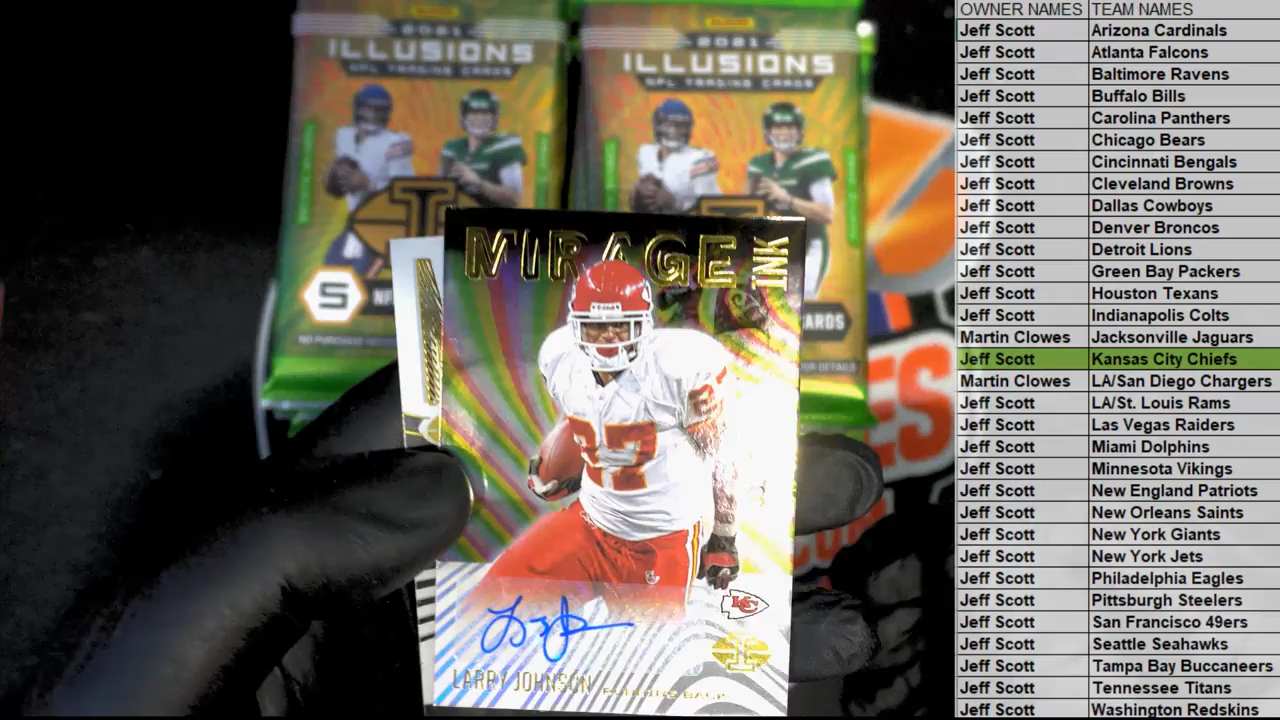 PANINI
2021
ILLUSIONS
NFL TRADING CARDS
5
PANINI
2021
ILLUSIONS
NFL TRADING CARDS
CARDS
MIRAGE
INK
27
KC
LARRY JOHNSON RUNNING BACK
OWNER NAMES TEAM NAMES
Jeff Scott Arizona Cardinals
Jeff Scott Atlanta Falcons
Jeff Scott Baltimore Ravens
Jeff Scott Buffalo Bills
Jeff Scott Carolina Panthers
Jeff Scott Chicago Bears
Jeff Scott Cincinnati Bengals
Jeff Scott Cleveland Browns
Jeff Scott Dallas Cowboys
Jeff Scott Denver Broncos
Jeff Scott Detroit Lions
Jeff Scott Green Bay Packers
Jeff Scott Houston Texans
Jeff Scott Indianapolis Colts
Martin Clowes Jacksonville Jaguars
Jeff Scott Kansas City Chiefs
Martin Clowes LA/San Diego Chargers
Jeff Scott LA/St. Louis Rams
Jeff Scott Las Vegas Raiders
Jeff Scott Miami Dolphins
Jeff Scott Minnesota Vikings
Jeff Scott New England Patriots
Jeff Scott New Orleans Saints
Jeff Scott New York Giants
Jeff Scott New York Jets
Jeff Scott Philadelphia Eagles
Jeff Scott Pittsburgh Steelers
Jeff Scott San Francisco 49ers
Jeff Scott Seattle Seahawks
Jeff Scott Tampa Bay Buccaneers
Jeff Scott Tennessee Titans
Jeff Scott Washington Redskins